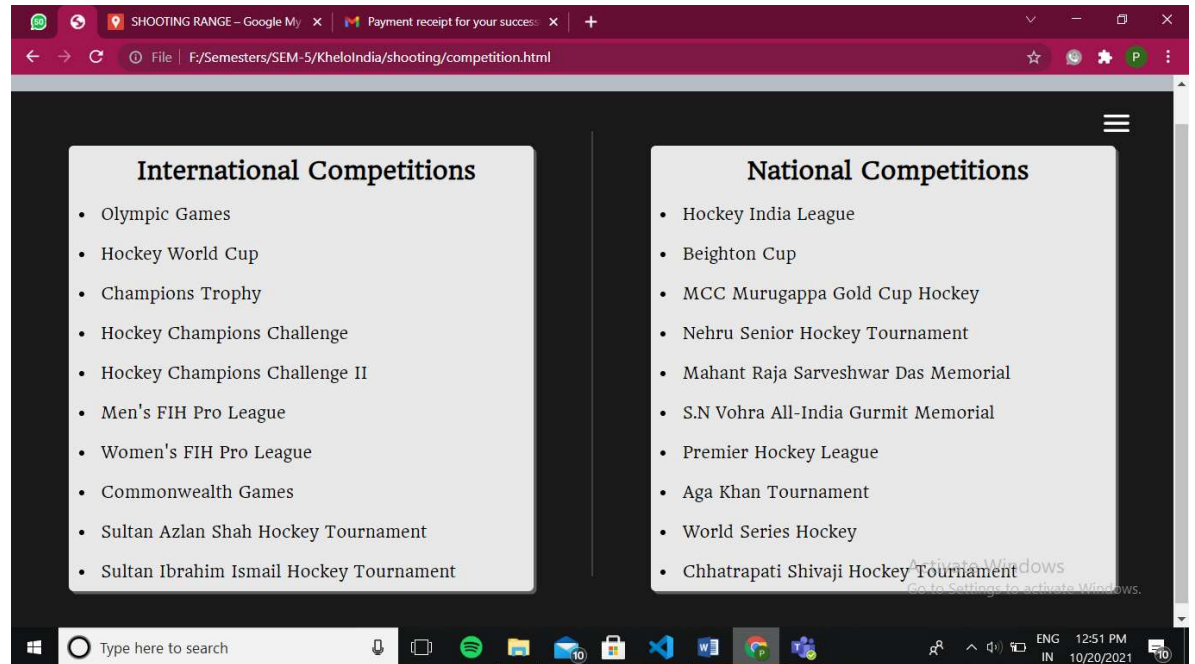 50
SHOOTING RANGE – Google My
Payment receipt for your success
File F:/Semesters/SEM-5/KheloIndia/shooting/competition.html
P
International Competitions
• Olympic Games
• Hockey World Cup
• Champions Trophy
• Hockey Champions Challenge
• Hockey Champions Challenge II
• Men's FIH Pro League
• Women's FIH Pro League
• Commonwealth Games
• Sultan Azlan Shah Hockey Tournament
• Sultan Ibrahim Ismail Hockey Tournament
National Competitions
• Hockey India League
• Beighton Cup
• MCC Murugappa Gold Cup Hockey
• Nehru Senior Hockey Tournament
• Mahant Raja Sarveshwar Das Memorial
• S.N Vohra All-India Gurmit Memorial
• Premier Hockey League
• Aga Khan Tournament
• World Series Hockey
• Chhatrapati Shivaji Hockey Tournament
Activate Windows
Go to Settings to activate Windows.
Type here to search
10
ENG
IN
12:51 PM
10/20/2021
10